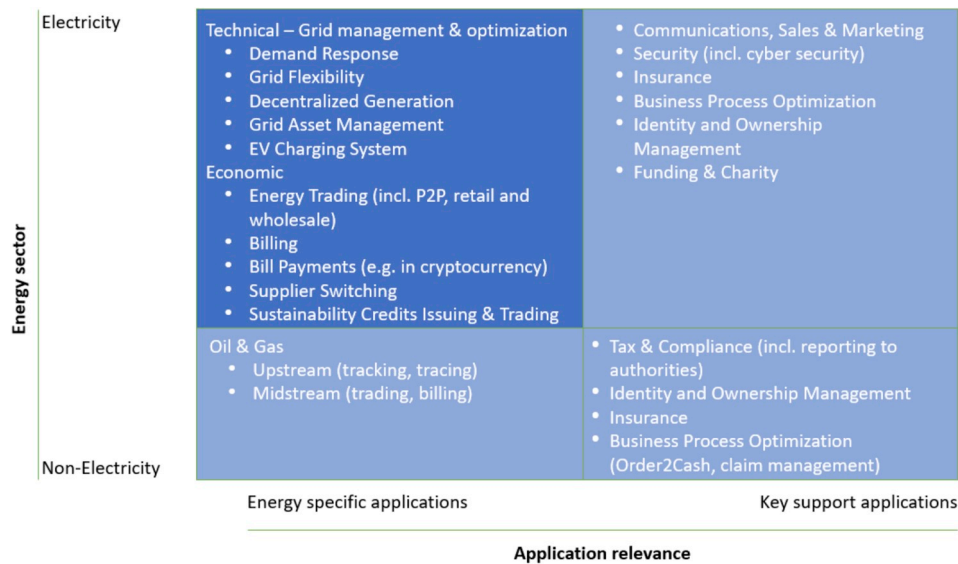 Electricity
Technical – Grid management & optimization
• Demand Response
• Grid Flexibility
• Decentralized Generation
• Grid Asset Management
• EV Charging System
Economic
• Energy Trading (incl. P2P, retail and
wholesale)
• Billing
• Bill Payments (e.g. in cryptocurrency)
• Supplier Switching
• Sustainability Credits Issuing & Trading
• Communications, Sales & Marketing
• Security (incl. cyber security)
• Insurance
• Business Process Optimization
• Identity and Ownership
Management
• Funding & Charity
Energy sector
Oil & Gas
• Upstream (tracking, tracing)
• Midstream (trading, billing)
• Tax & Compliance (incl. reporting to
authorities)
• Identity and Ownership Management
• Insurance
• Business Process Optimization
(Order2Cash, claim management)
Non-Electricity
Energy specific applications
Key support applications
Application relevance